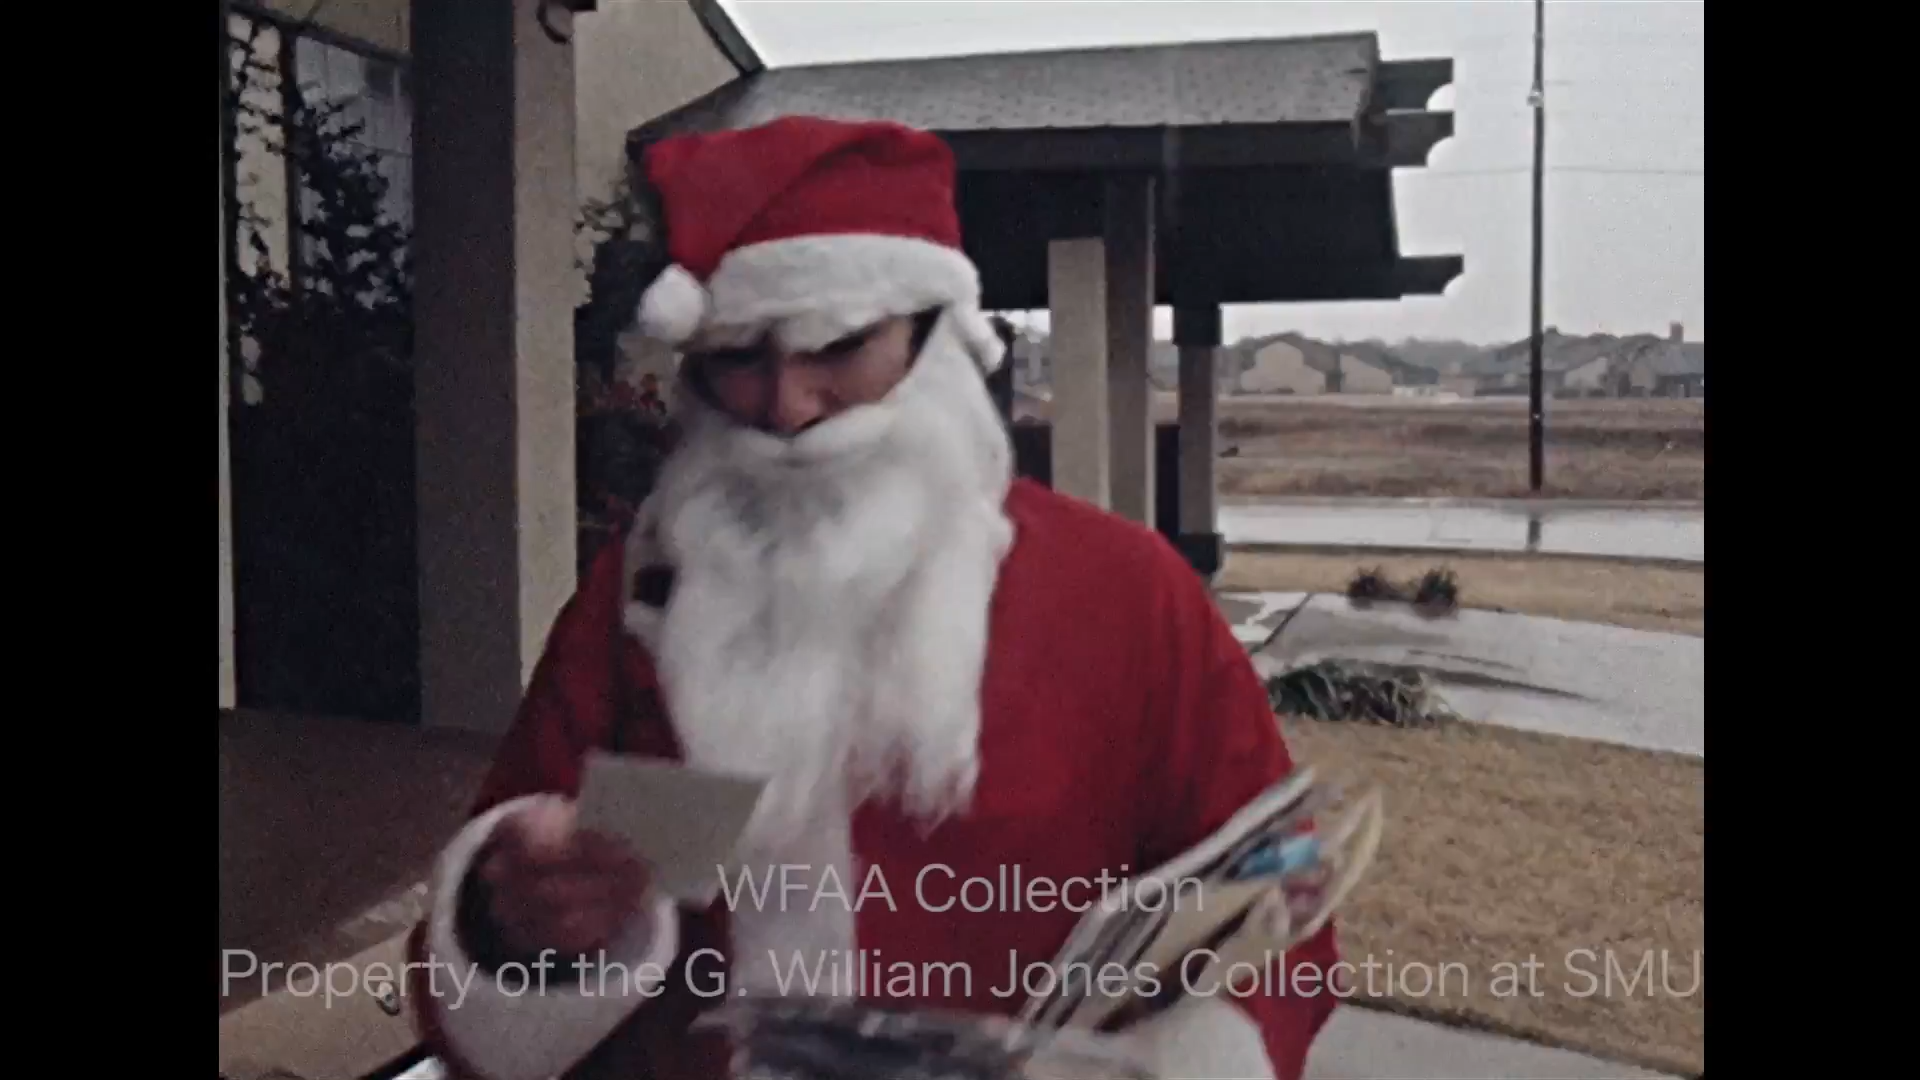 WFAA Collection
Property of the G. William Jones Collection at SMU